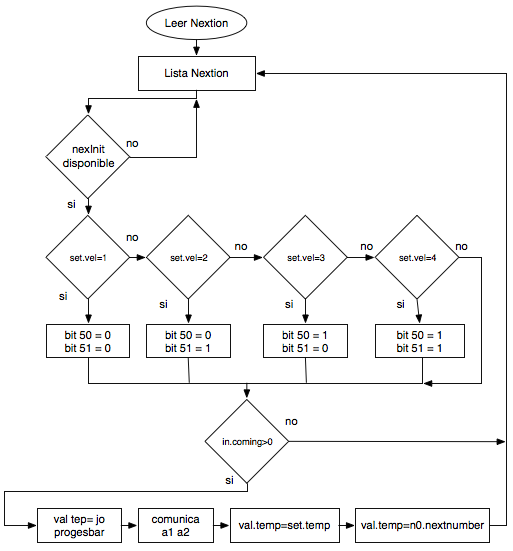 Leer Nextion
Lista Nextion
nexInit
disponible
no
si
set.vel=1
no
set.vel=2
no
set.vel=3
no
set.vel=4
no
si
si
si
si
bit 50 = 0
bit 51 = 0
bit 50 = 0
bit 51 = 1
bit 50 = 1
bit 51 = 0
bit 50 = 1
bit 51 = 1
in.coming>0
no
si
val tep= jo
progesbar
comunica
a1 a2
val.temp=set.temp
val.temp=n0.nextnumber